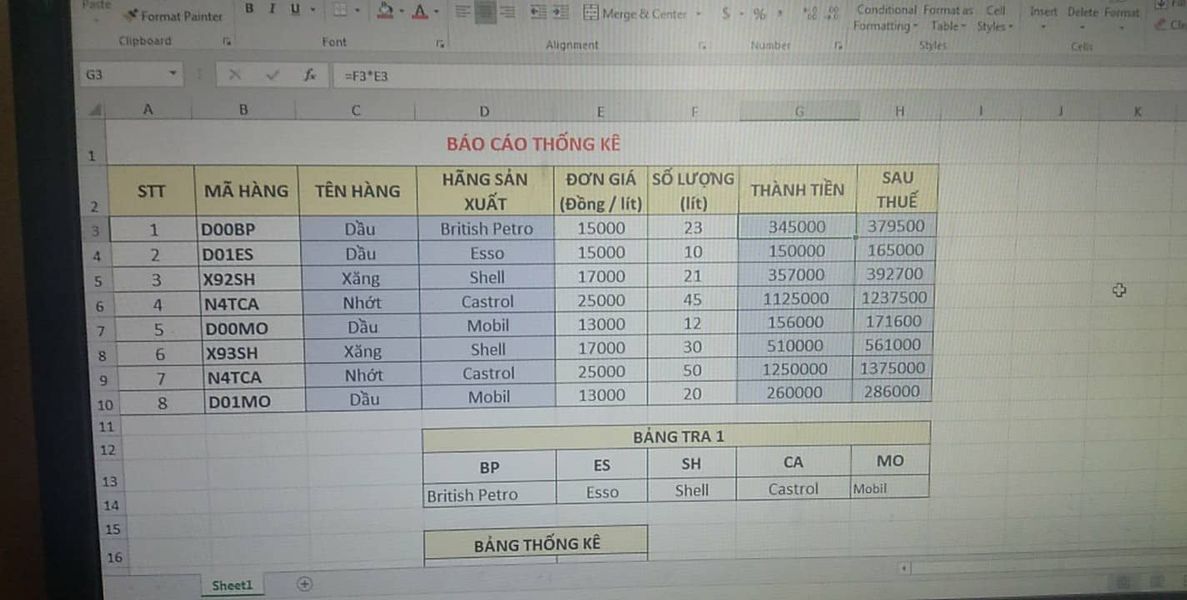 Paste
Format Painter
B I U
Merge & Center
$ % ,
Conditional Format as Cell
Formatting Table Styles
Insert Delete Format
Clipboard Font Alignment Number Styles Cells
G3 fx =F3*E3
A B C D E F G H I J K
1 BÁO CÁO THỐNG KÊ
2 STT MÃ HÀNG TÊN HÀNG HÃNG SẢN XUẤT ĐƠN GIÁ (Đồng / lít) SỐ LƯỢNG (lít) THÀNH TIỀN SAU THUẾ
3 1 D00BP Dầu British Petro 15000 23 345000 379500
4 2 D01ES Dầu Esso 15000 10 150000 165000
5 3 X92SH Xăng Shell 17000 21 357000 392700
6 4 N4TCA Nhớt Castrol 25000 45 1125000 1237500
7 5 D00MO Dầu Mobil 13000 12 156000 171600
8 6 X93SH Xăng Shell 17000 30 510000 561000
9 7 N4TCA Nhớt Castrol 25000 50 1250000 1375000
10 8 D01MO Dầu Mobil 13000 20 260000 286000
11
12 BẢNG TRA 1
13 BP ES SH CA MO
14 British Petro Esso Shell Castrol Mobil
15
16 BẢNG THỐNG KÊ
Sheet1